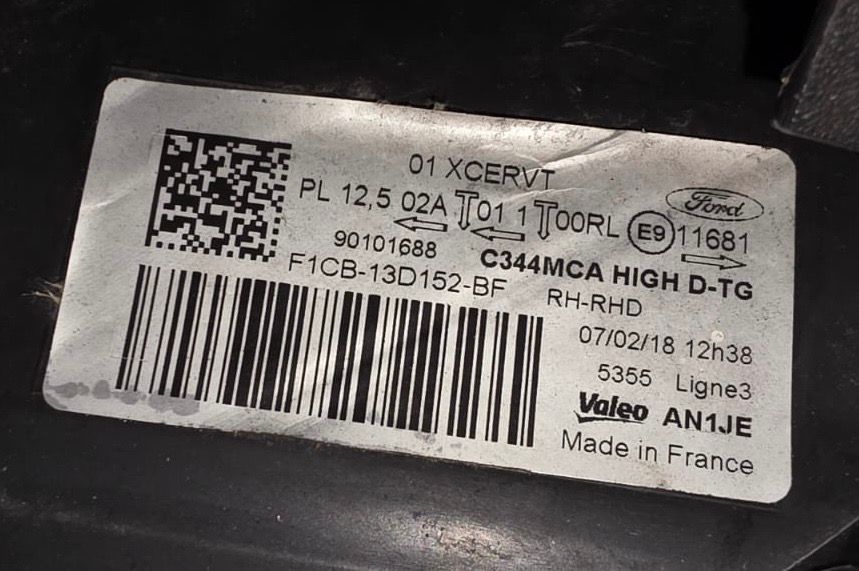 01 XCERVT
PL 12,5 02A 01 1 00RL E9 11681
Ford
90101688
C344MCA HIGH D-TG
F1CB-13D152-BF
RH-RHD
07/02/18 12h38
5355 Ligne3
Valeo AN1JE
Made in France